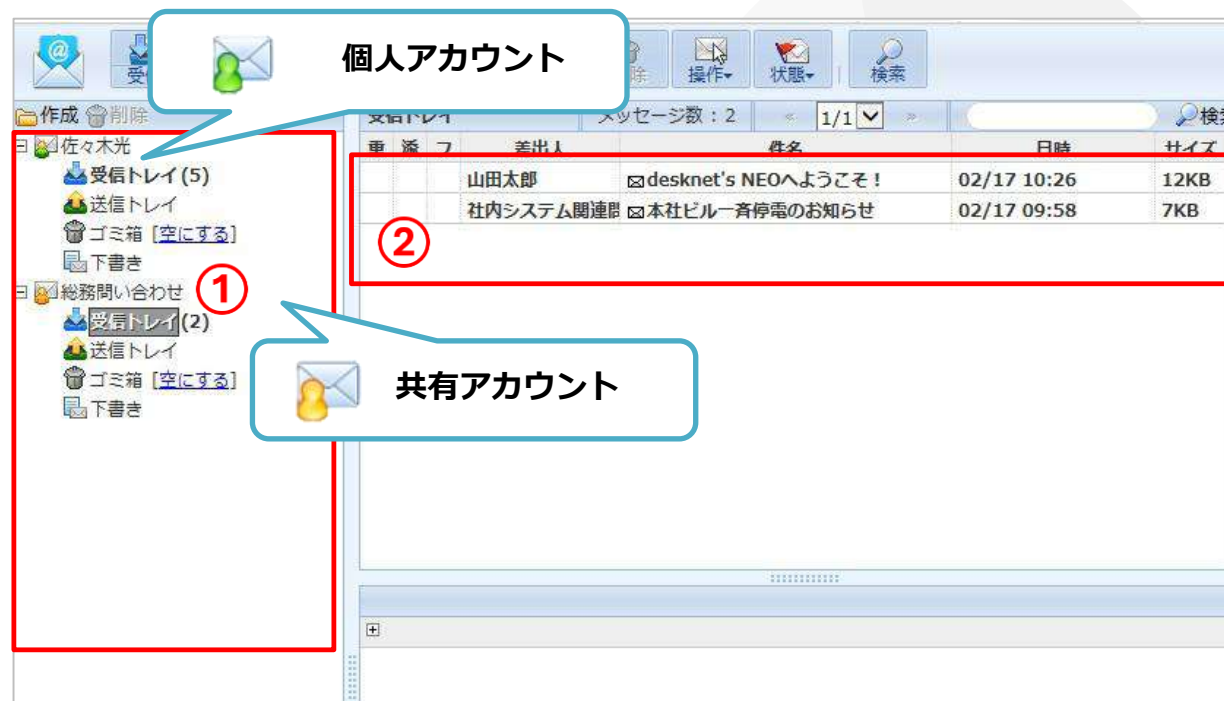 個人アカウント
操作▾ 状態▾ 検索
作成 削除
受信トレイ メッセージ数：2 « 1/1 »
差出人 件名 日時 サイズ
佐々木光
受信トレイ (5)
送信トレイ
ゴミ箱 [空にする]
下書き
山田太郎 desknet's NEOへようこそ！ 02/17 10:26 12KB
社内システム関連 本社ビル一斉停電のお知らせ 02/17 09:58 7KB
②
①
総務問い合わせ
受信トレイ (2)
送信トレイ
ゴミ箱 [空にする]
下書き
共有アカウント